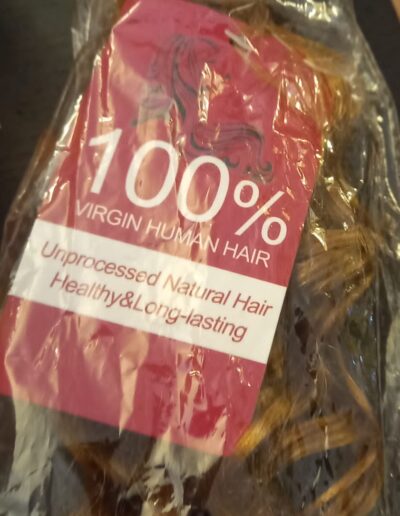 100%
VIRGIN HUMAN HAIR
Unprocessed Natural Hair
Healthy&Long-lasting